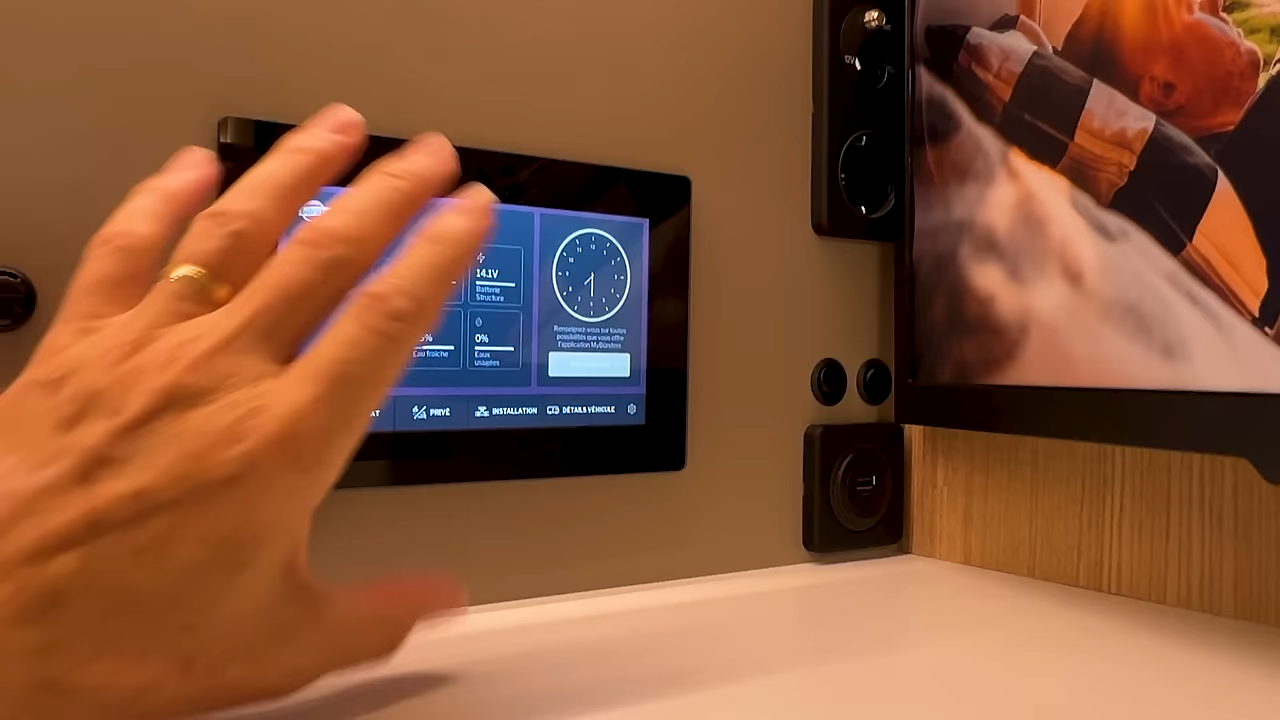 14.1V
Batterie
Structure
0%
Eaux
usagées
Eau fraîche
Renseignez-vous sur toutes
possibilités que vous offre
l'application MyBürstner.
PRIVÉ
INSTALLATION
DÉTAILS VÉHICULE
12V